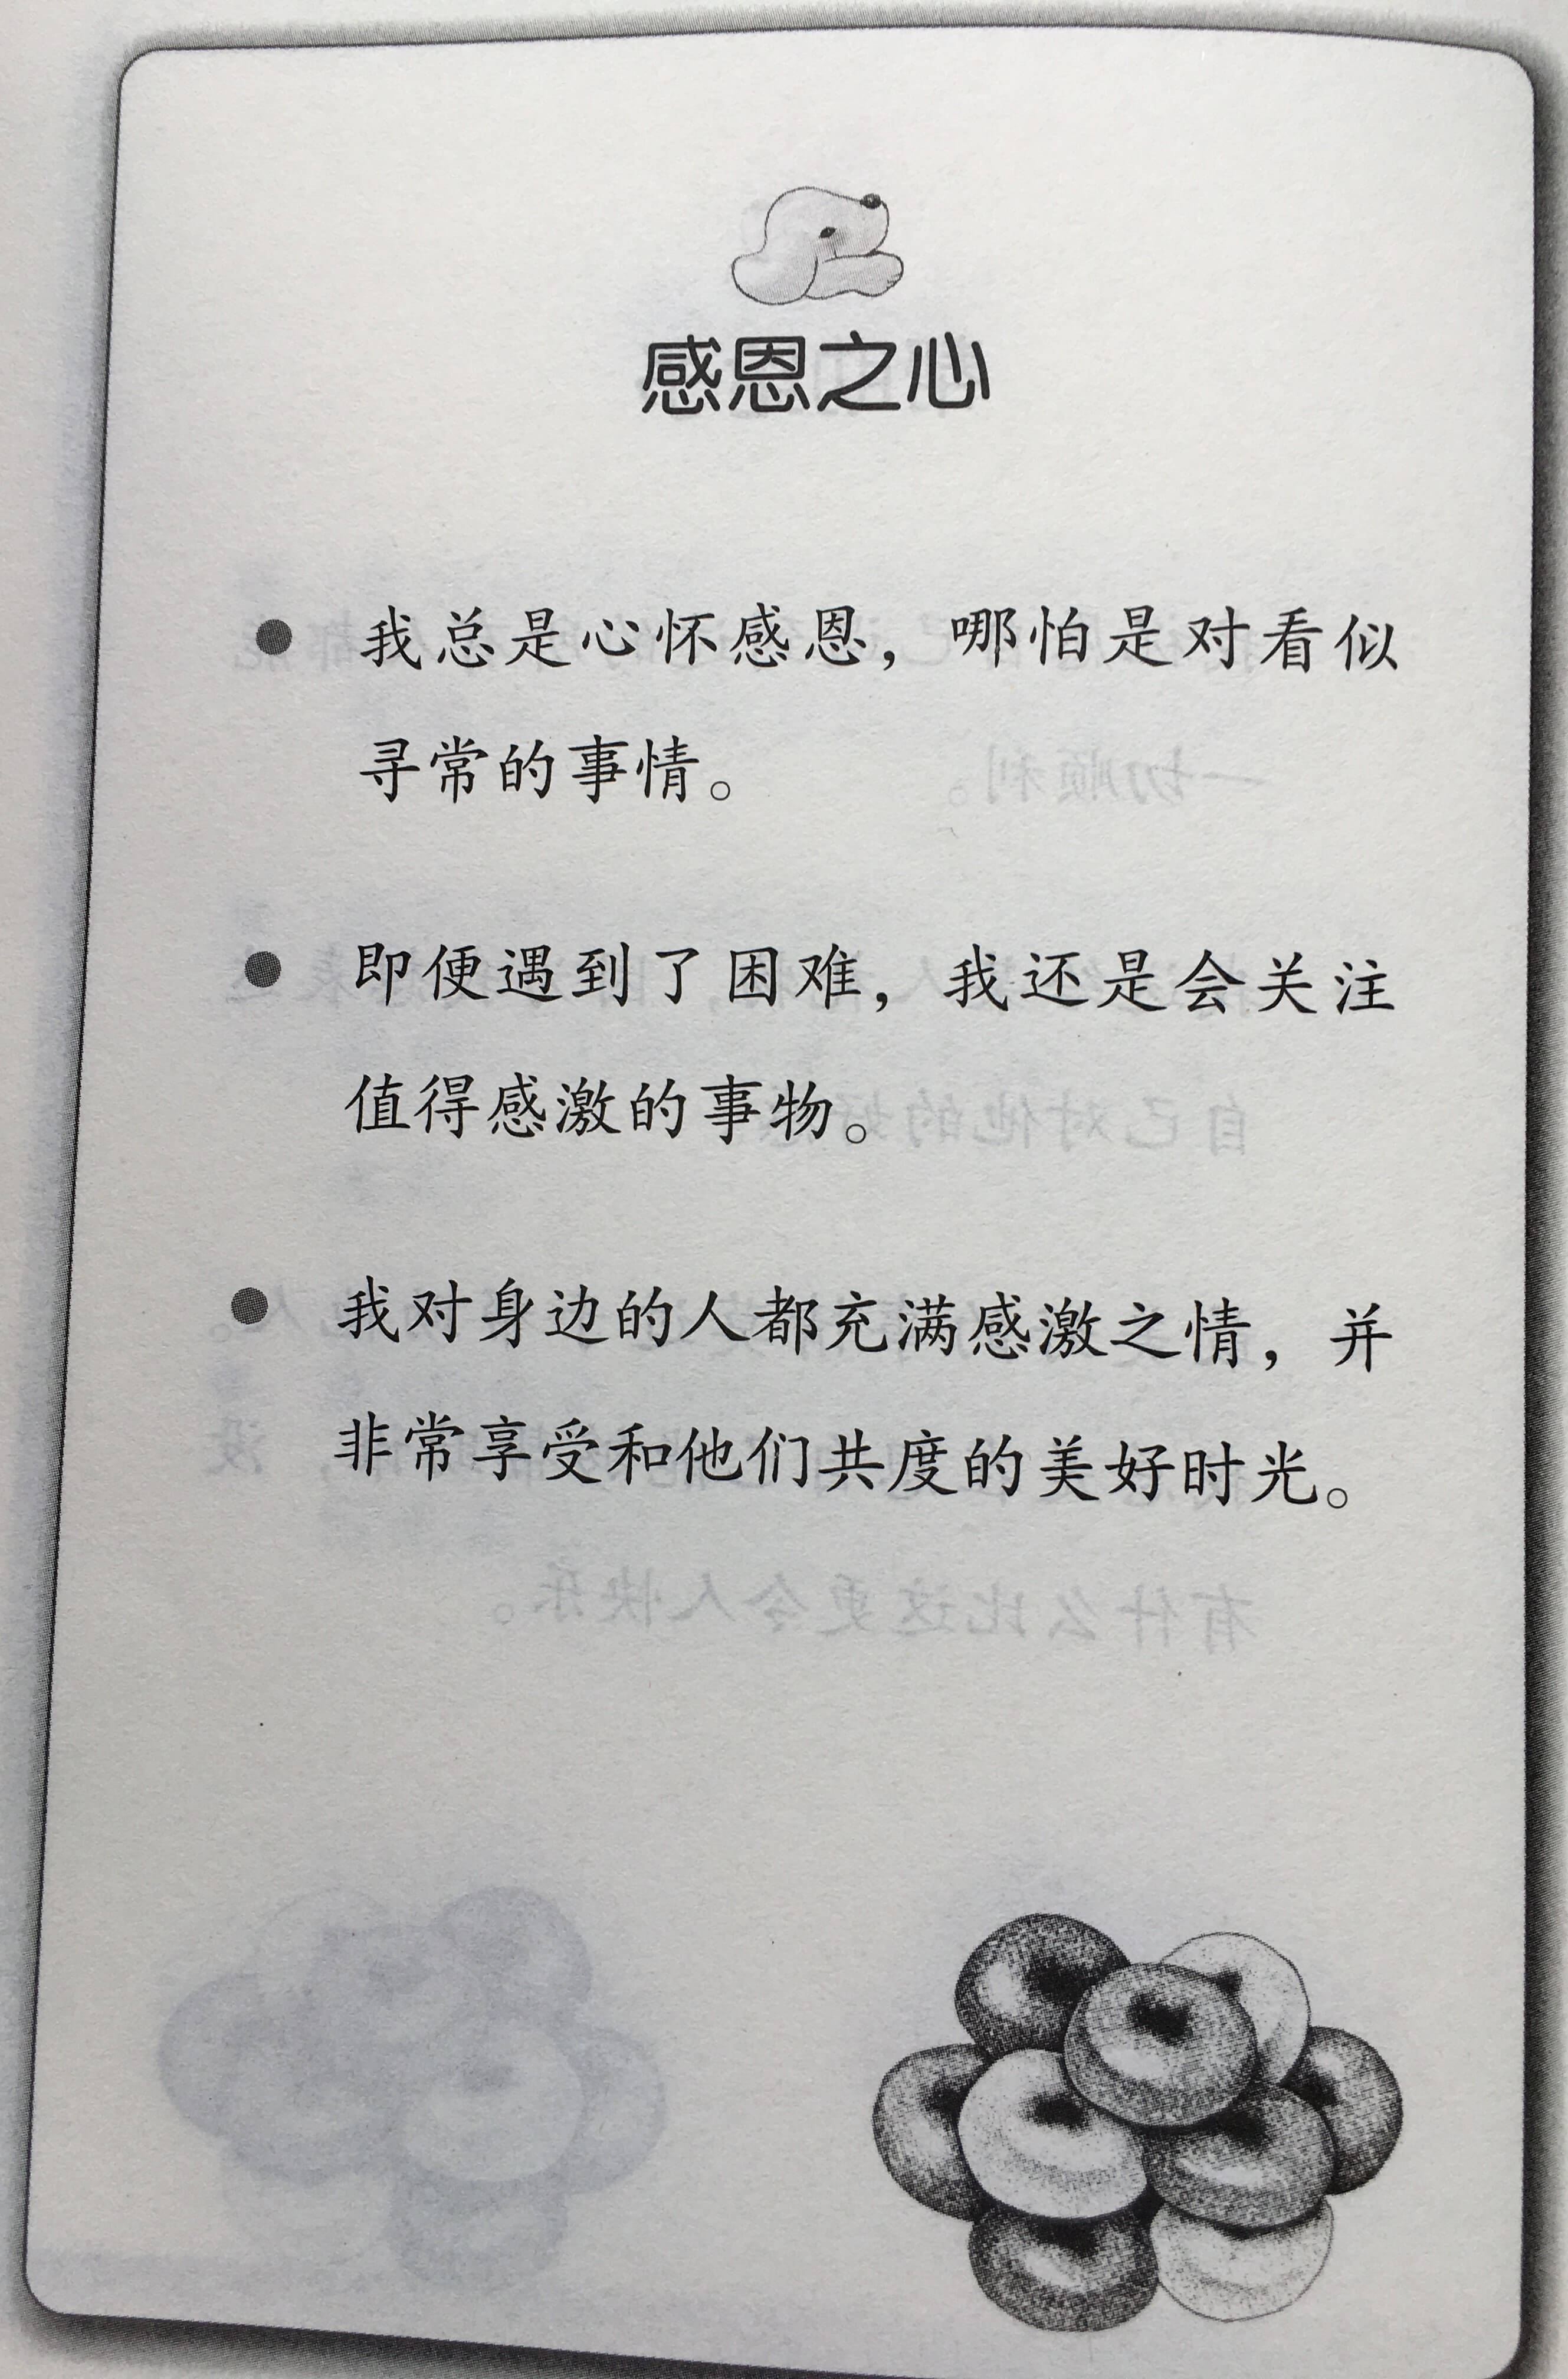 感恩之心
● 我总是心怀感恩，哪怕是对看似
寻常的事情。
● 即便遇到了困难，我还是会关注
值得感激的事物。
● 我对身边的人都充满感激之情，并
非常享受和他们共度的美好时光。